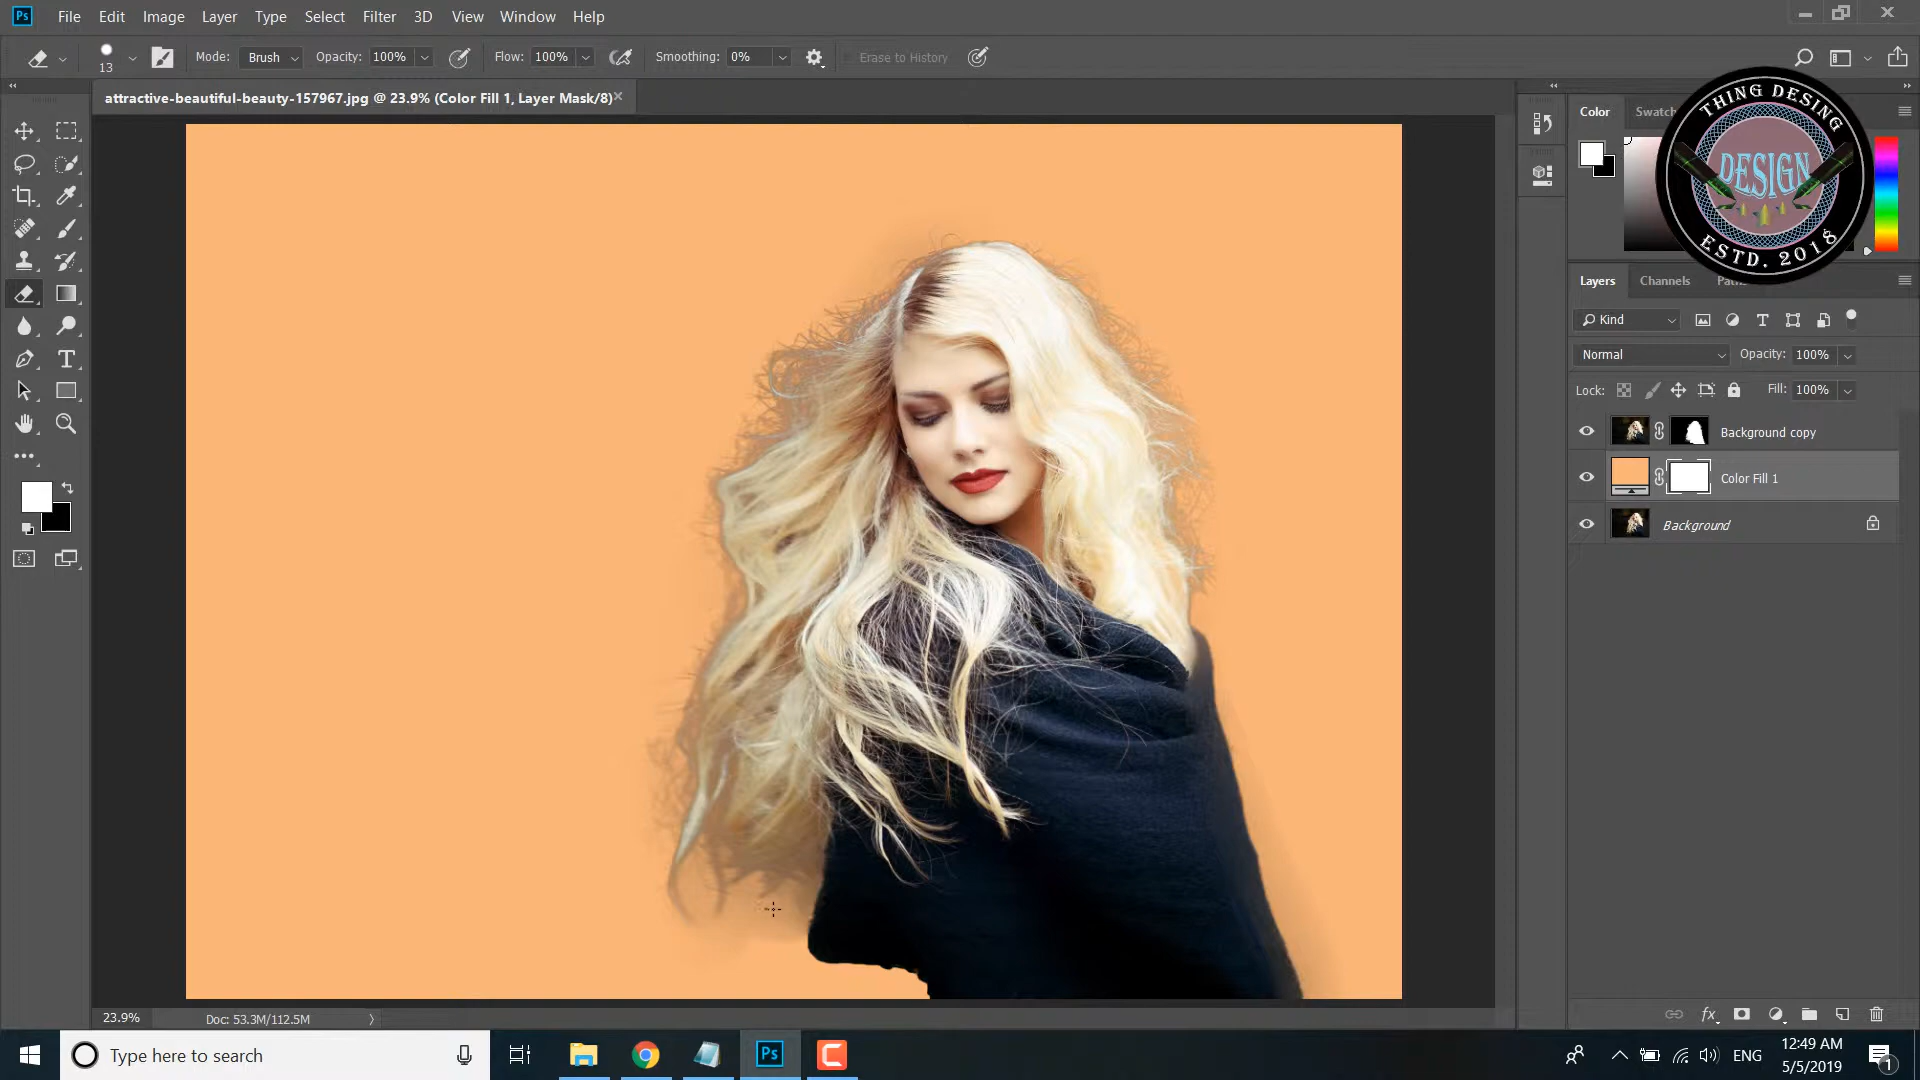 File Edit Image Layer Type Select Filter 3D View Window Help
13 Mode: Brush Opacity: 100% Flow: 100% Smoothing: 0% Erase to History
attractive-beautiful-beauty-157967.jpg @ 23.9% (Color Fill 1, Layer Mask/8)
Color Swatch
THING DESING
DESIGN
ESTD. 2018
Layers Channels
Kind
Normal Opacity: 100%
Lock: Fill: 100%
Background copy
Color Fill 1
Background
23.9% Doc: 53.3M/112.5M
Type here to search
Ps
ENG
12:49 AM
5/5/2019
1